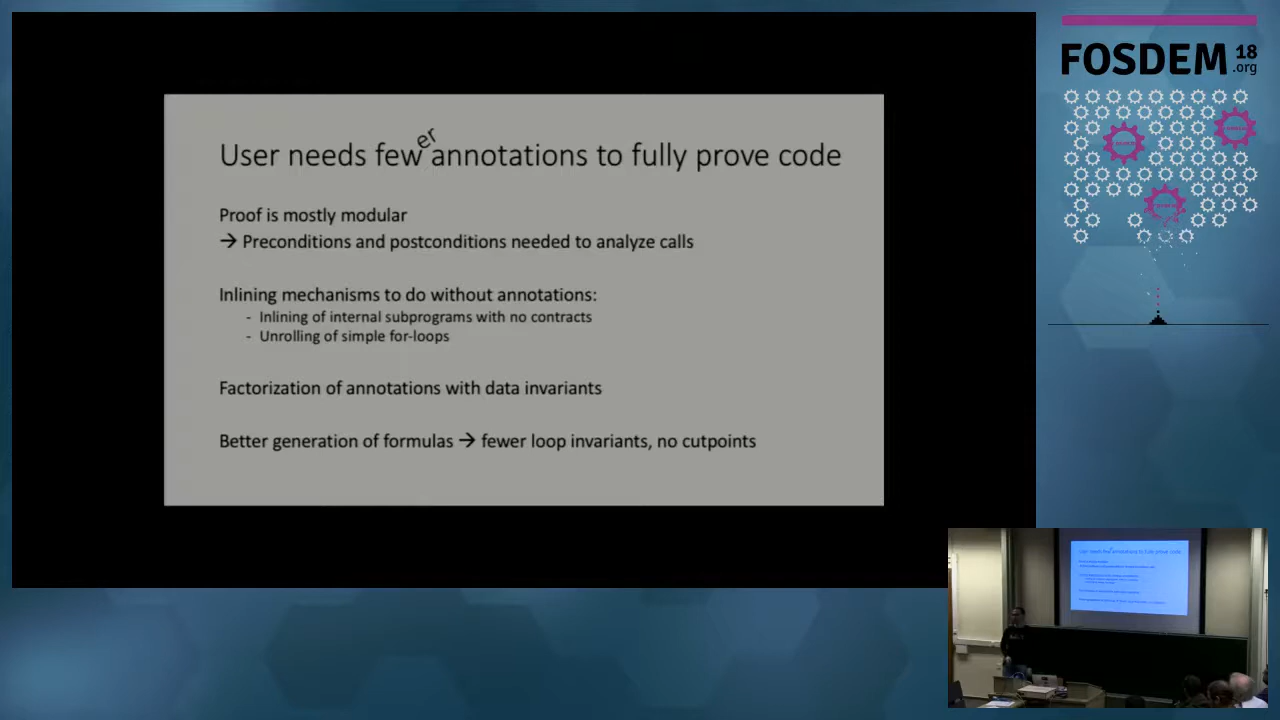 User needs fewer annotations to fully prove code
Proof is mostly modular
→ Preconditions and postconditions needed to analyze calls
Inlining mechanisms to do without annotations:
- Inlining of internal subprograms with no contracts
- Unrolling of simple for-loops
Factorization of annotations with data invariants
Better generation of formulas → fewer loop invariants, no cutpoints
FOSDEM 18
.org